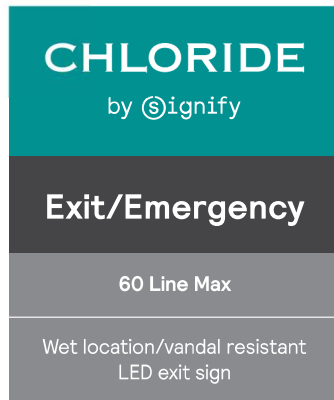 CHLORIDE
by Signify
Exit/Emergency
60 Line Max
Wet location/vandal resistant
LED exit sign